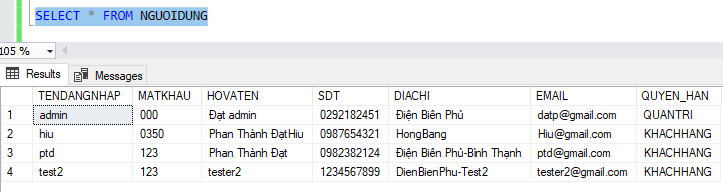 SELECT * FROM NGUOIDUNG
105 %
Results Messages
TENDANGNHAP MATKHAU HOVATEN SDT DIACHI EMAIL QUYEN_HAN
1 admin 000 Đạt admin 0292182451 Điện Biên Phủ datp@gmail.com QUANTRI
2 hiu 0350 Phan Thành ĐạtHiu 0987654321 HongBang Hiu@gmail.com KHACHHANG
3 ptd 123 Phan Thành Đạt 0982382124 Điện Biên Phủ-Bình Thạnh ptd@gmail.com KHACHHANG
4 test2 123 tester2 1234567899 DienBienPhu-Test2 tester2@gmail.com KHACHHANG